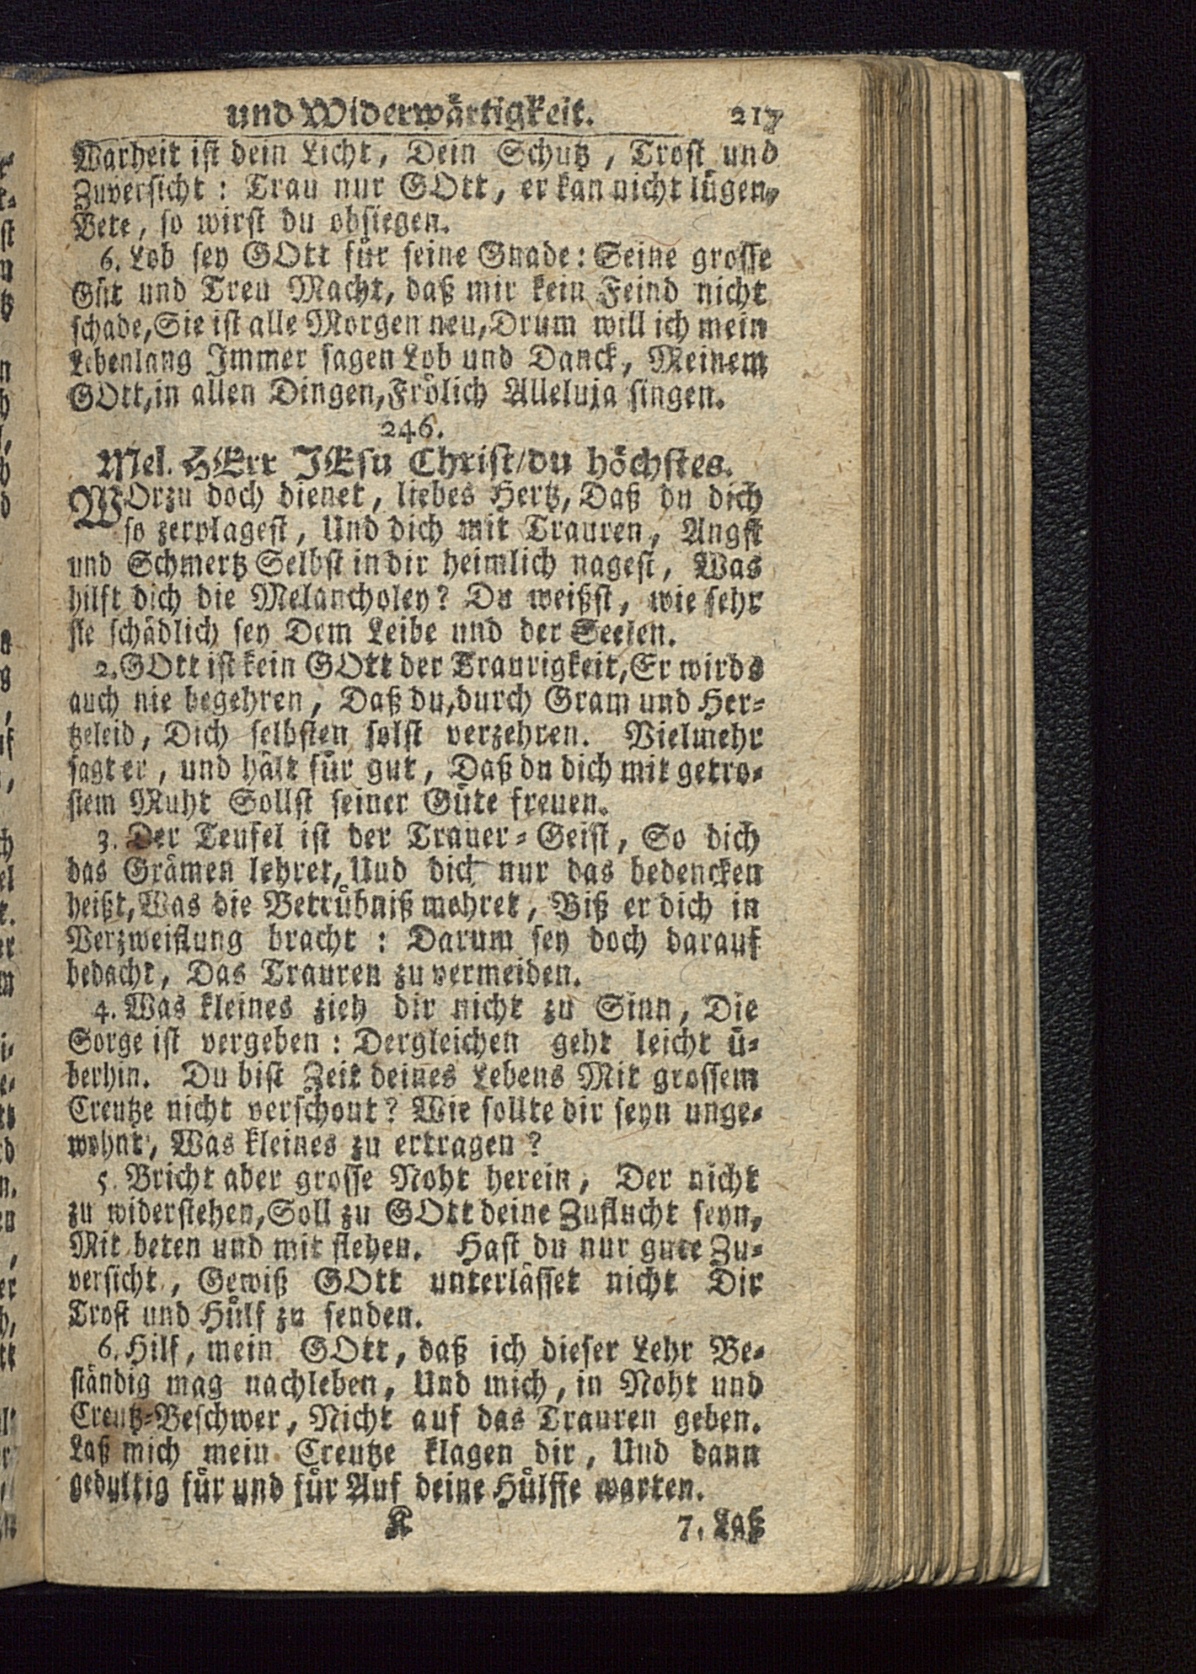 und Widerwärtigkeit. 217
Warheit ist dein Licht, Dein Schutz, Trost und
Zuversicht: Trau nur GOtt, er kan nicht lügen,
Bete, so wirst du obsiegen.
6. Lob sey GOtt für seine Gnade: Seine grosse
Güt und Treu Macht, daß mir kein Feind nicht
schade, Sie ist alle Morgen neu, Drum will ich mein
Lebenlang Immer sagen Lob und Danck, Meinem
GOtt, in allen Dingen, Frölich Alleluja singen.
246.
Mel. HErr JEsu Christ/du höchstes.
WOrzu doch dienet, liebes Hertz, Daß du dich
so zerplagest, Und dich mit Trauren, Angst
und Schmertz Selbst in dir heimlich nagest, Was
hilft dich die Melancholey? Du weißst, wie sehr
sie schädlich sey Dem Leibe und der Seelen.
2. GOtt ist kein GOtt der Traurigkeit, Er wirds
auch nie begehren, Daß du, durch Gram und Her-
tzeleid, Dich selbsten solst verzehren. Vielmehr
sagt er, und hält für gut, Daß du dich mit getro-
stem Muht Sollst seiner Güte freuen.
3. Der Teufel ist der Trauer-Geist, So dich
das Grämen lehret, Und dich nur das bedencken
heißt, Was die Betrübniß mehret, Biß er dich in
Verzweiflung bracht: Darum sey doch darauf
bedacht, Das Trauren zu vermeiden.
4. Was kleines zieh dir nicht zu Sinn, Die
Sorge ist vergeben: Dergleichen geht leicht ü-
berhin. Du bist Zeit deines Lebens Mit grossem
Creutze nicht verschont? Wie sollte dir seyn unge-
wohnt, Was kleines zu ertragen?
5. Bricht aber grosse Noht herein, Der nicht
zu widerstehen, Soll zu GOtt deine Zuflucht seyn,
Mit beten und mit flehen. Hast du nur gute Zu-
versicht, Gewiß GOtt unterlässet nicht Dir
Trost und Hülf zu senden.
6. Hilf, mein GOtt, daß ich dieser Lehr Be-
ständig mag nachleben, Und mich, in Noht und
Creutz-Beschwer, Nicht auf das Trauren geben.
Laß mich mein Creutze klagen dir, Und dann
gedultig für und für Auf deine Hülffe warten.
K 7. Laß